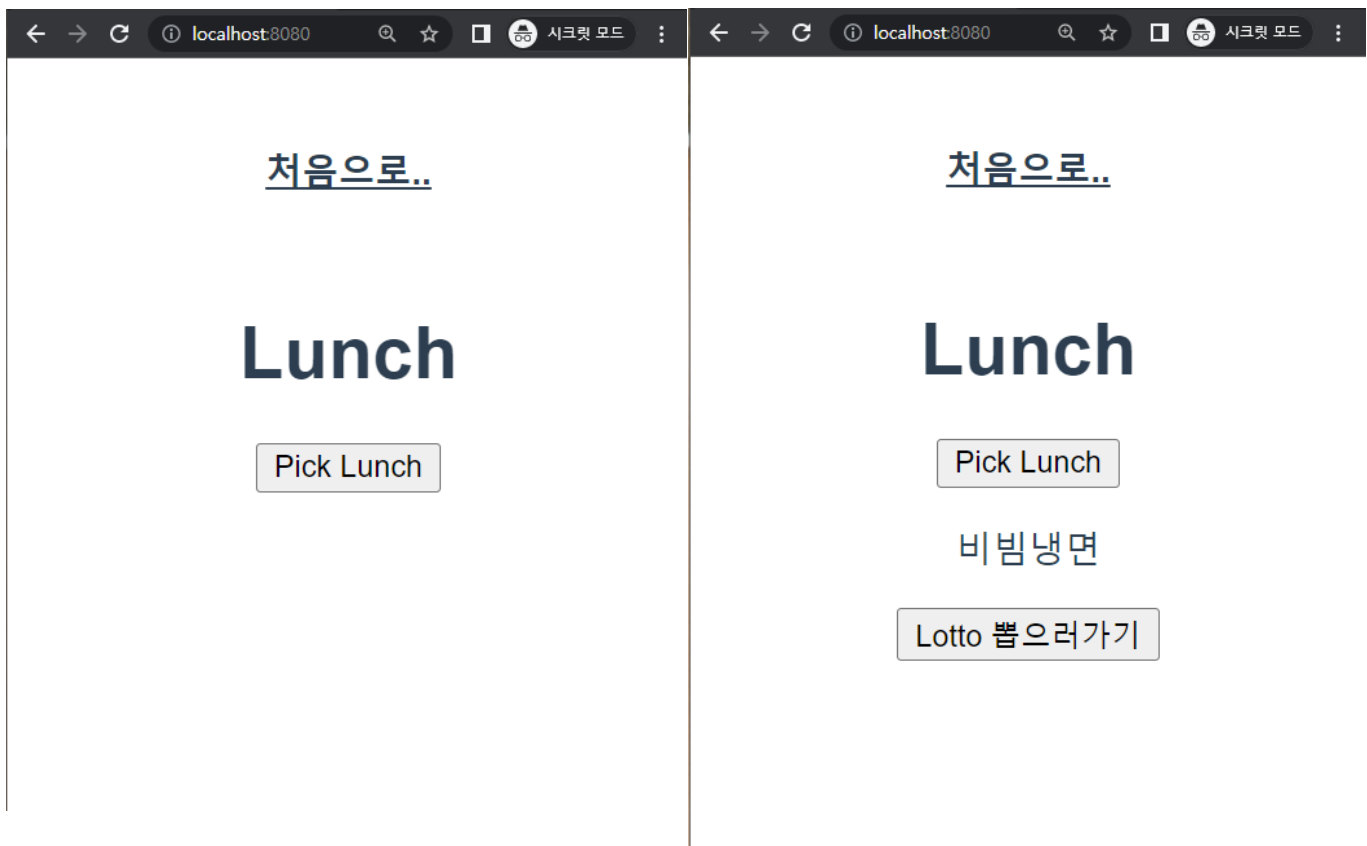 localhost:8080
시크릿 모드
처음으로..
Lunch
Pick Lunch
localhost:8080
시크릿 모드
처음으로..
Lunch
Pick Lunch
비빔냉면
Lotto 뽑으러가기